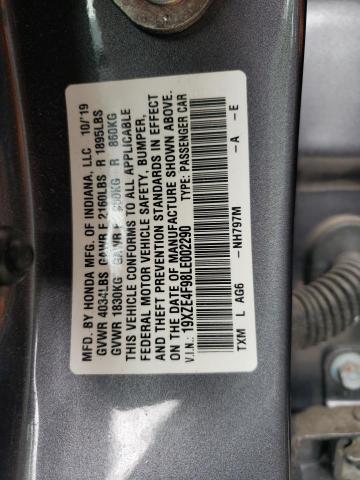 MFD. BY HONDA MFG. OF INDIANA, LLC 10/19
GVWR 4034LBS GAWR F 2160LBS R 1895LBS
GVWR 1830KG GAWR F KG R 860KG
THIS VEHICLE CONFORMS TO ALL APPLICABLE
FEDERAL MOTOR VEHICLE SAFETY, BUMPER,
AND THEFT PREVENTION STANDARDS IN EFFECT
ON THE DATE OF MANUFACTURE SHOWN ABOVE.
V.I.N.: 19XZE4F98LE002290 TYPE: PASSENGER CAR
TXM L AG6 -NH797M -A -E